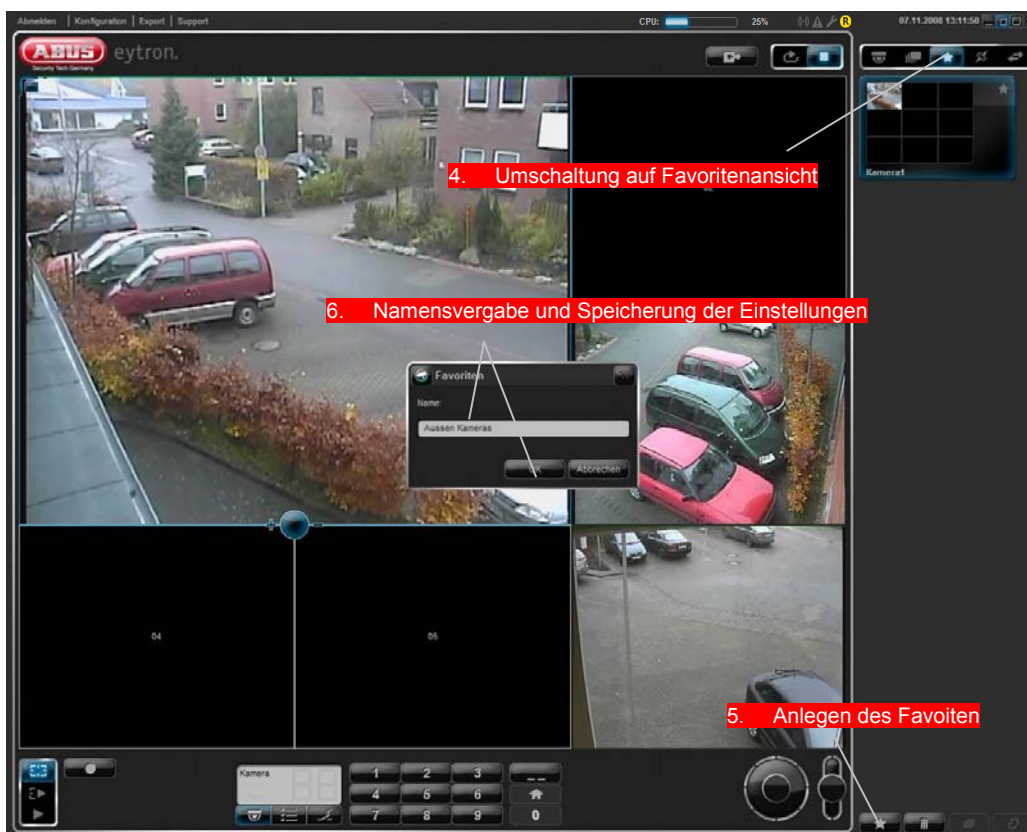 Abmelden | Konfiguration | Export | Support
CPU: 25% R 07.11.2008 13:11:50
ABUS eytron.
Security Tech Germany
Kamera1
4. Umschaltung auf Favoritenansicht
6. Namensvergabe und Speicherung der Einstellungen
Favoriten
Name:
Aussen Kameras
OK Abbrechen
04 05
5. Anlegen des Favoiten
Kamera
1 2 3 _ _
4 5 6
7 8 9 0